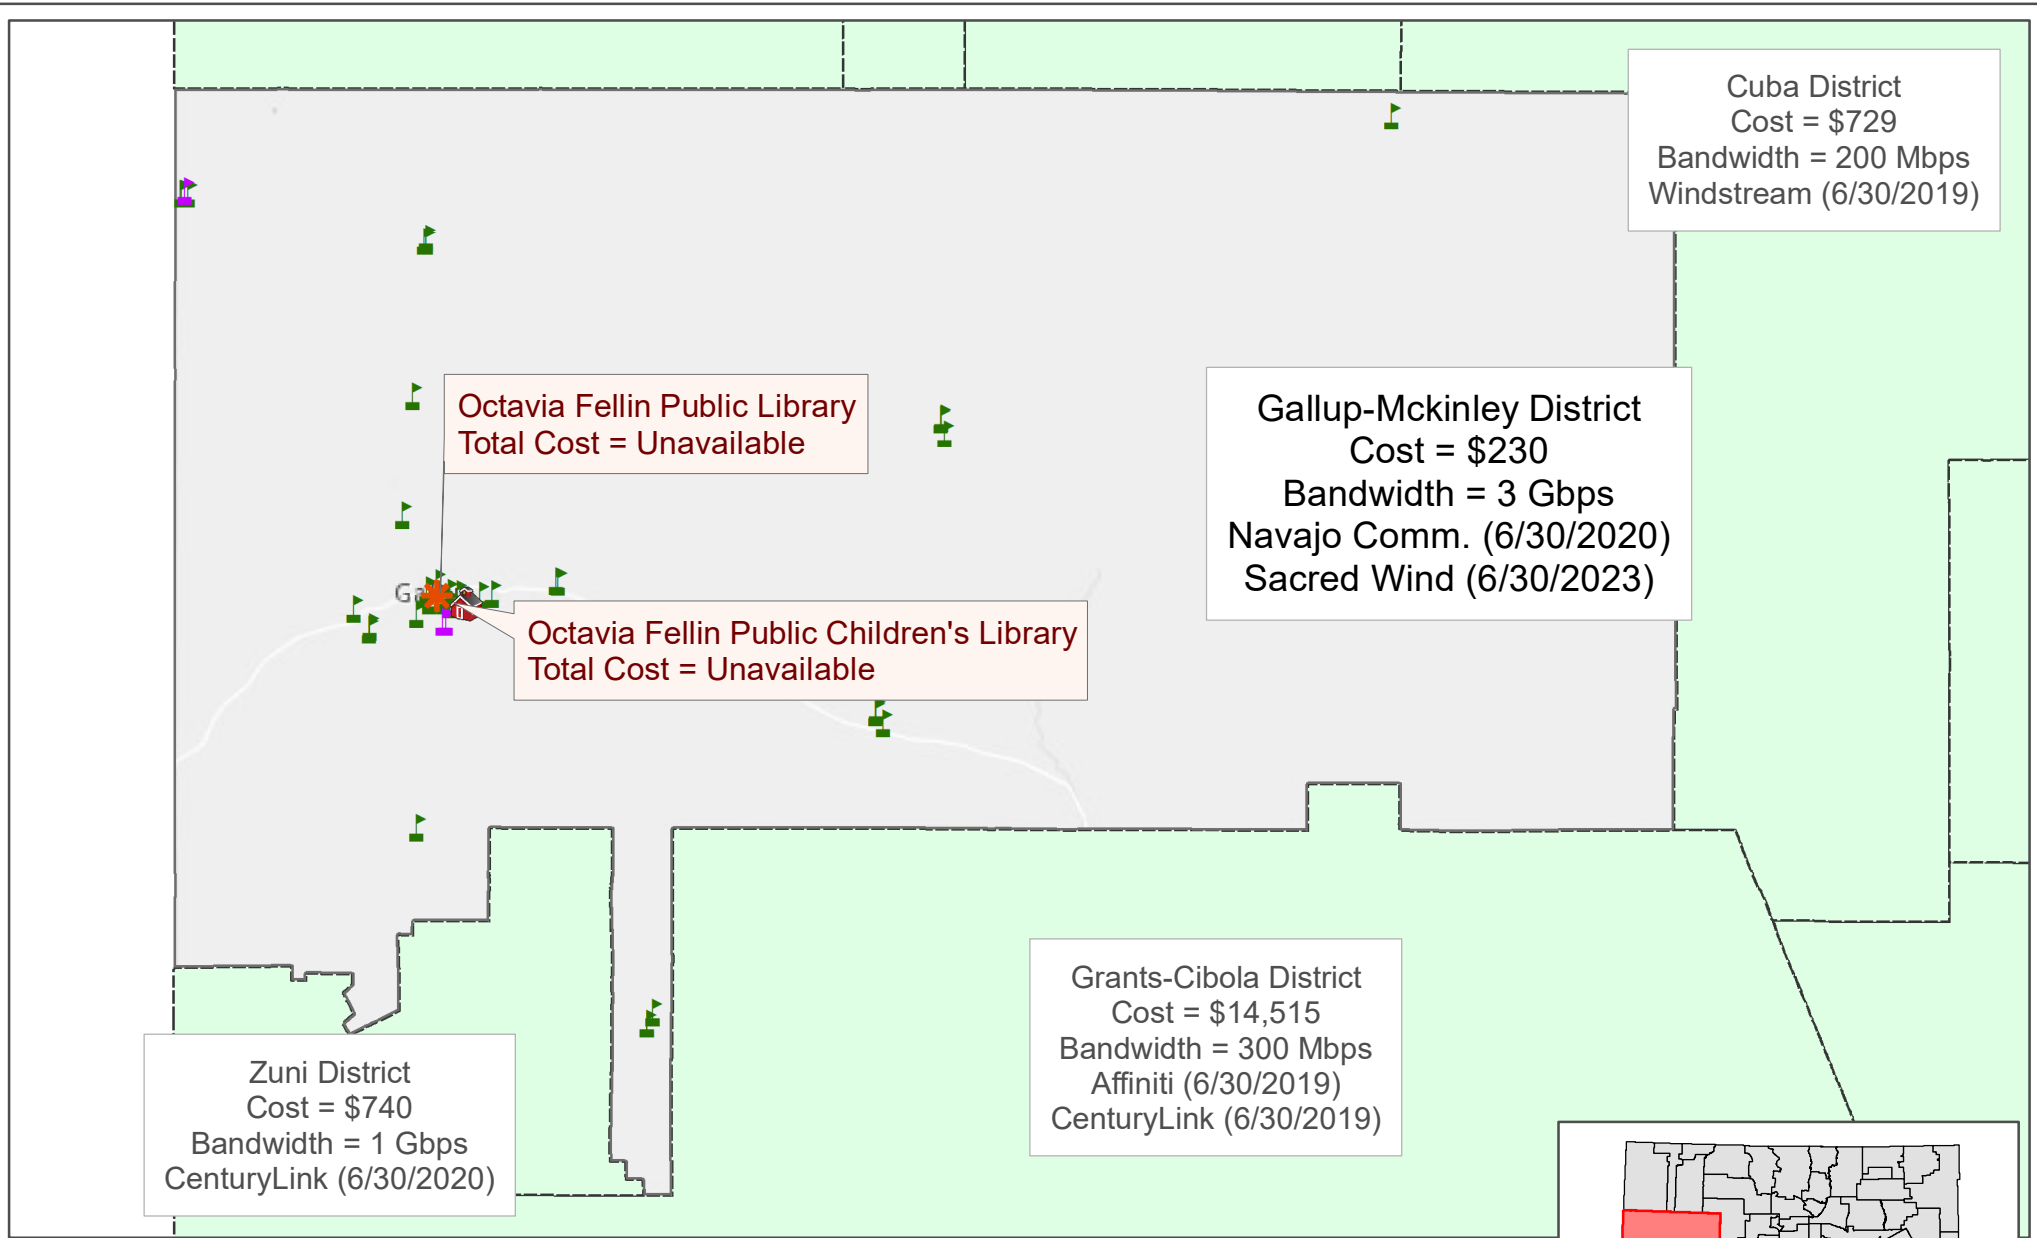 Cuba District
Cost = $729
Bandwidth = 200 Mbps
Windstream (6/30/2019)
Octavia Fellin Public Library
Total Cost = Unavailable
Gallup-Mckinley District
Cost = $230
Bandwidth = 3 Gbps
Navajo Comm. (6/30/2020)
Sacred Wind (6/30/2023)
Octavia Fellin Public Children's Library
Total Cost = Unavailable
Grants-Cibola District
Cost = $14,515
Bandwidth = 300 Mbps
Affiniti (6/30/2019)
CenturyLink (6/30/2019)
Zuni District
Cost = $740
Bandwidth = 1 Gbps
CenturyLink (6/30/2020)